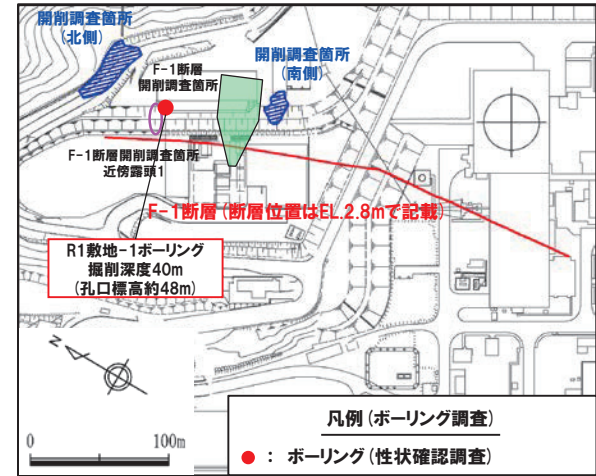 開削調査箇所
(北側)
F-1断層
開削調査箇所
開削調査箇所
(南側)
F-1断層開削調査箇所
近傍露頭1
F-1断層(断層位置はEL.2.8mで記載)
R1敷地-1ボーリング
掘削深度40m
(孔口標高約48m)
N
0 100m
凡例(ボーリング調査)
● : ボーリング(性状確認調査)